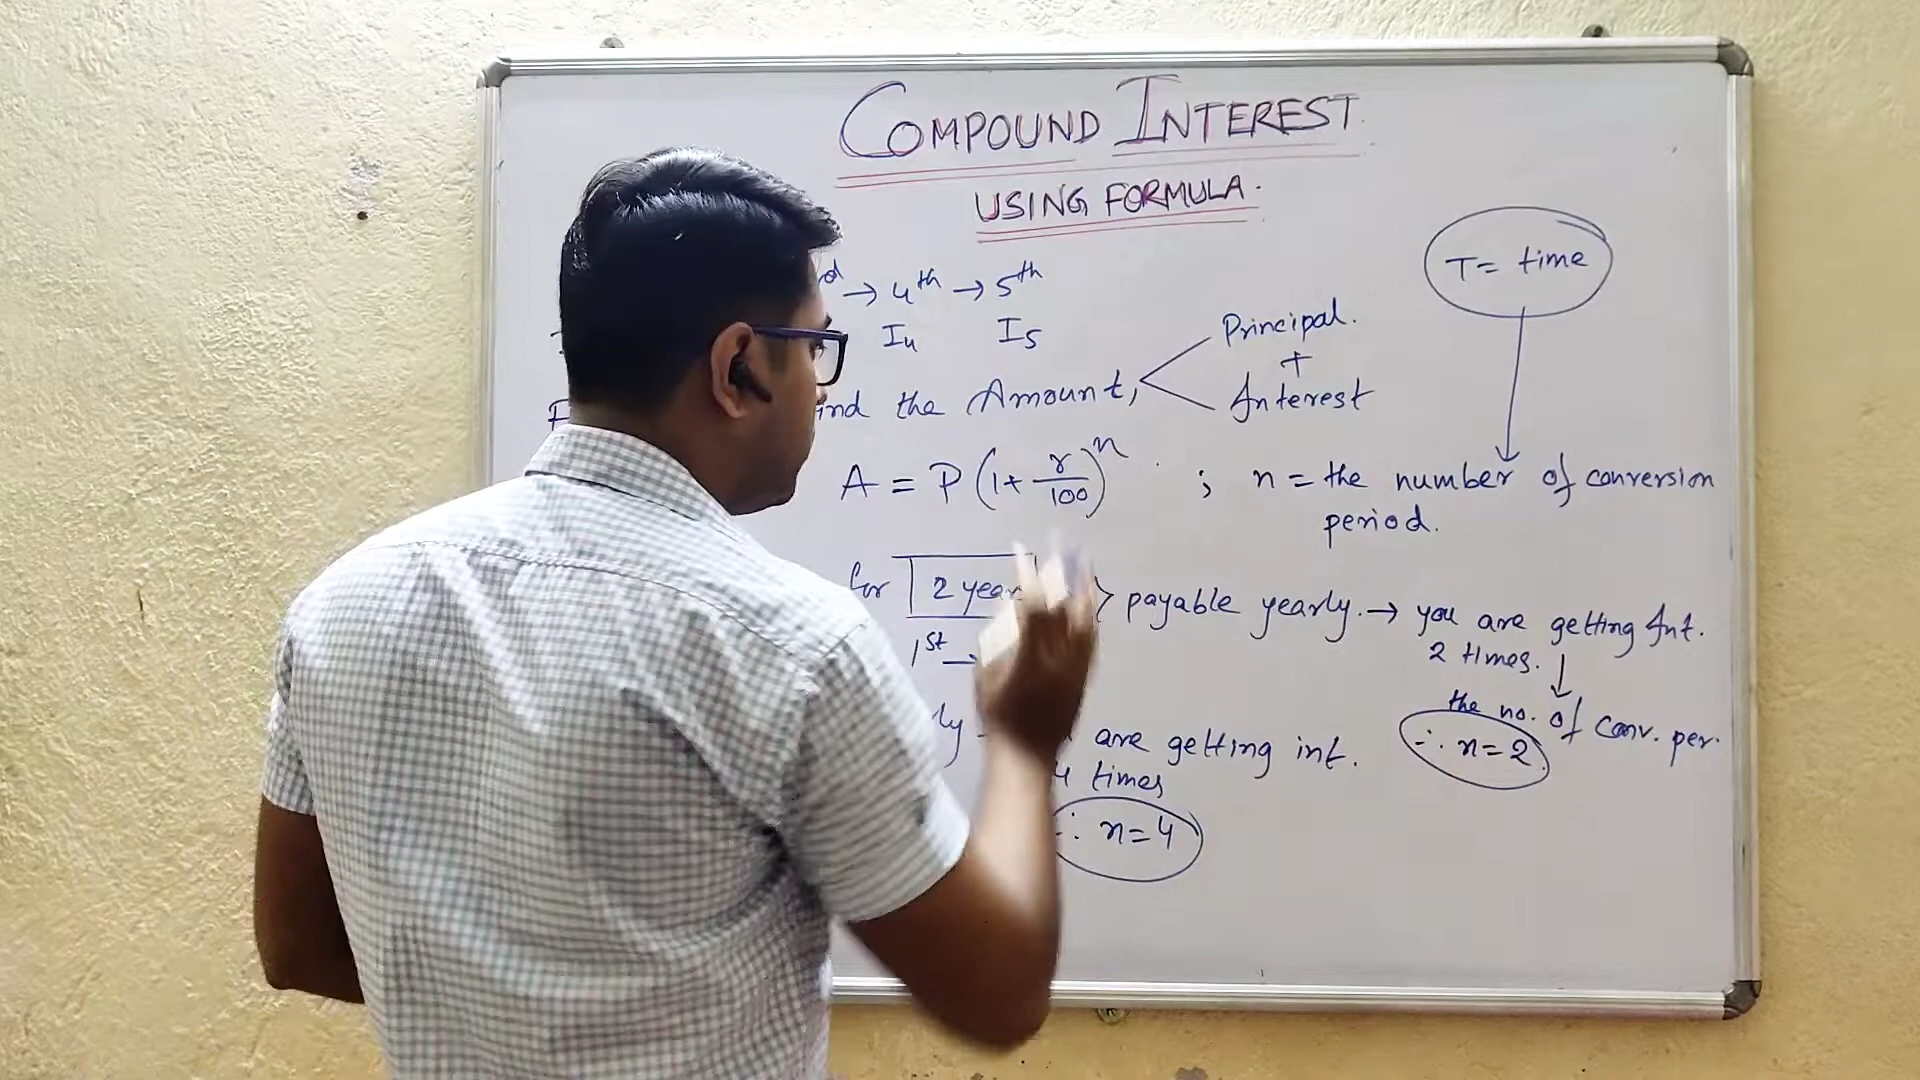 COMPOUND INTEREST
USING FORMULA.
T = time
→ 4th → 5th
I4 I5
Principal.
+
Interest
the Amount,
A = P (1 + r/100)^n ; n = the number of conversion
period.
for 2 year
payable yearly. → you are getting Int.
2 times.
1st →
the no. of conv. per.
∴ n = 2
are getting int.
4 times
∴ n = 4